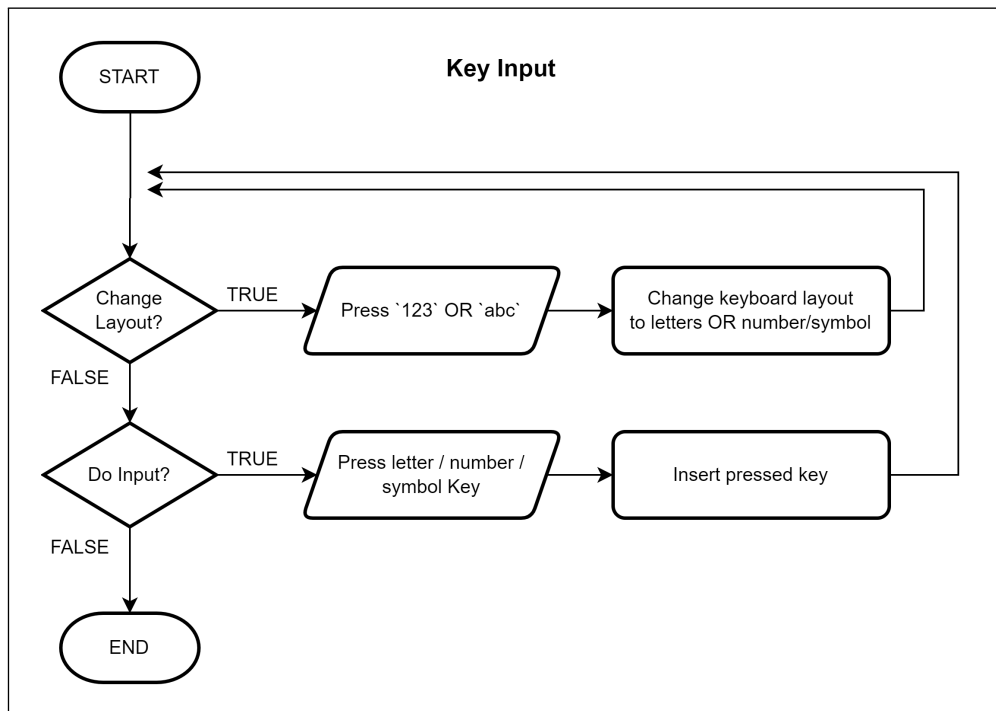 START
Key Input
Change
Layout?
TRUE
Press `123` OR `abc`
Change keyboard layout
to letters OR number/symbol
FALSE
Do Input?
TRUE
Press letter / number /
symbol Key
Insert pressed key
FALSE
END